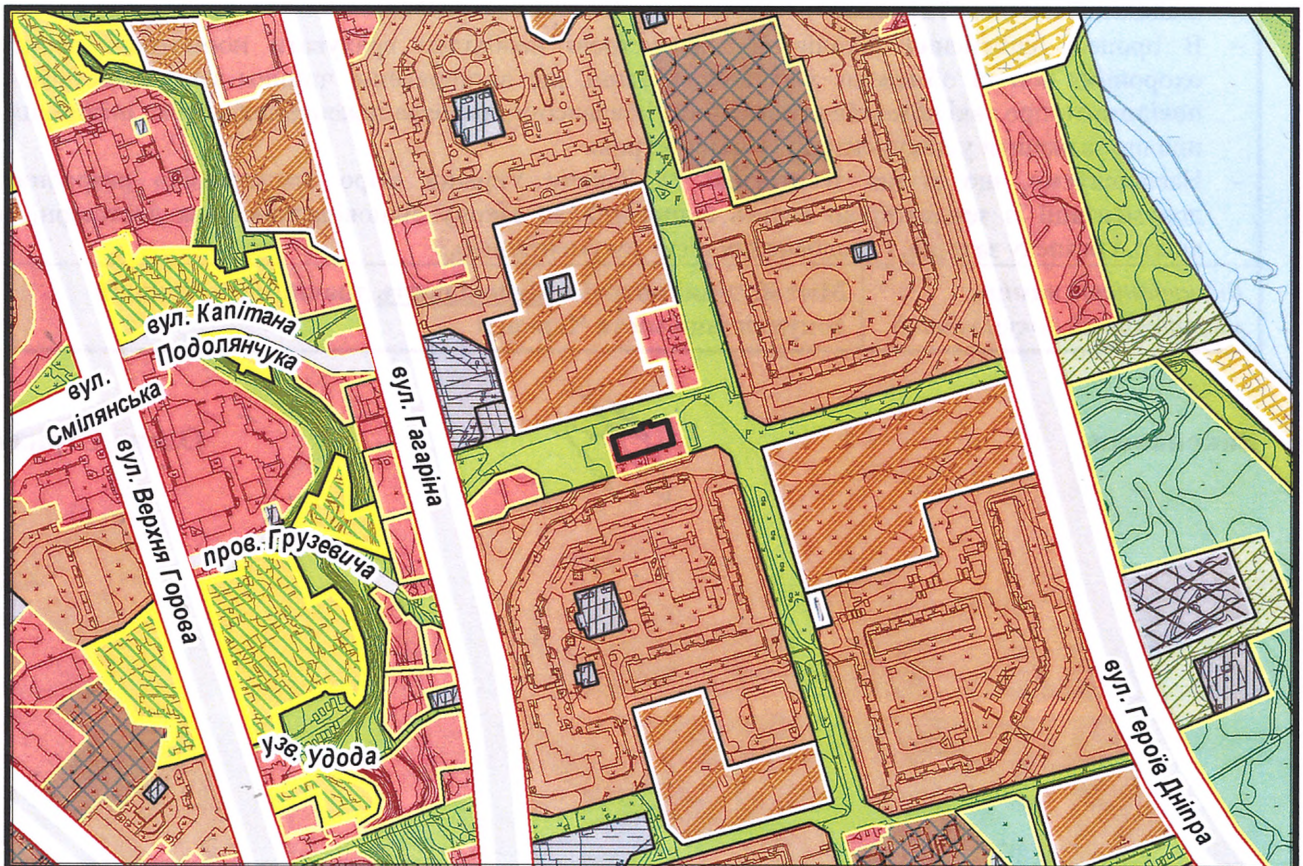 вул. Капітана
Подолянчука
вул.
Смілянська
вул. Верхня Горова
вул. Гагаріна
пров. Грузевича
узв. Удода
вул. Героїв Дніпра